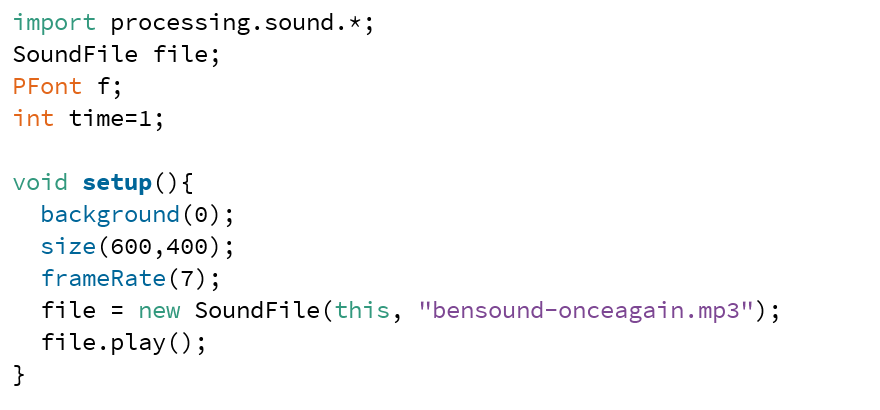 import processing.sound.*;
SoundFile file;
PFont f;
int time=1;

void setup(){
  background(0);
  size(600,400);
  frameRate(7);
  file = new SoundFile(this, "bensound-onceagain.mp3");
  file.play();
}